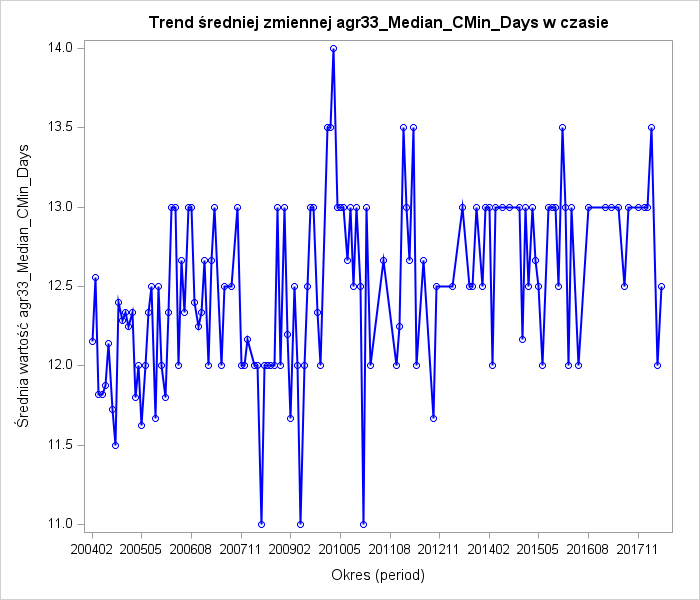 Trend średniej zmiennej agr33_Median_CMin_Days w czasie
14.0
13.5
13.0
12.5
12.0
11.5
11.0
Średnia wartość agr33_Median_CMin_Days
200402 200505 200608 200711 200902 201005 201108 201211 201402 201505 201608 201711
Okres (period)